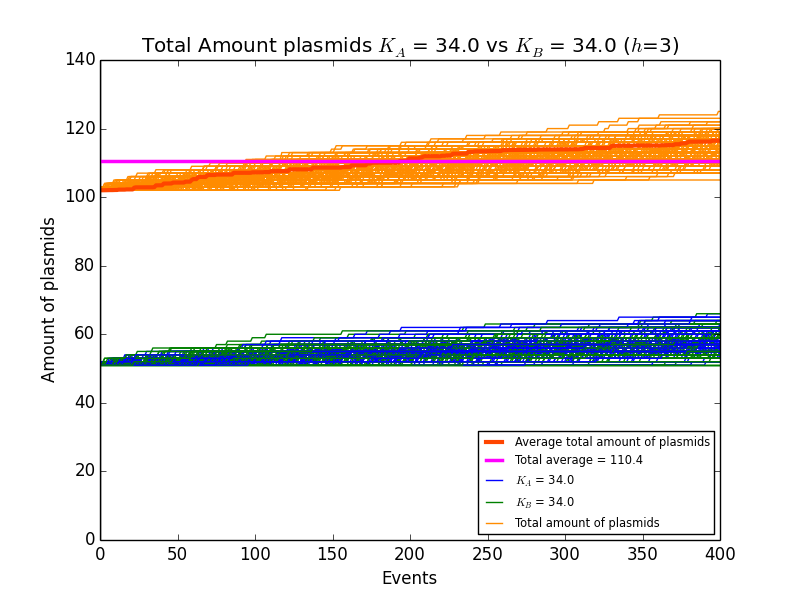 Total Amount plasmids K_A = 34.0 vs K_B = 34.0 (h=3)
140
120
100
80
60
40
20
0
Amount of plasmids
Average total amount of plasmids
Total average = 110.4
K_A = 34.0
K_B = 34.0
Total amount of plasmids
0 50 100 150 200 250 300 350 400
Events